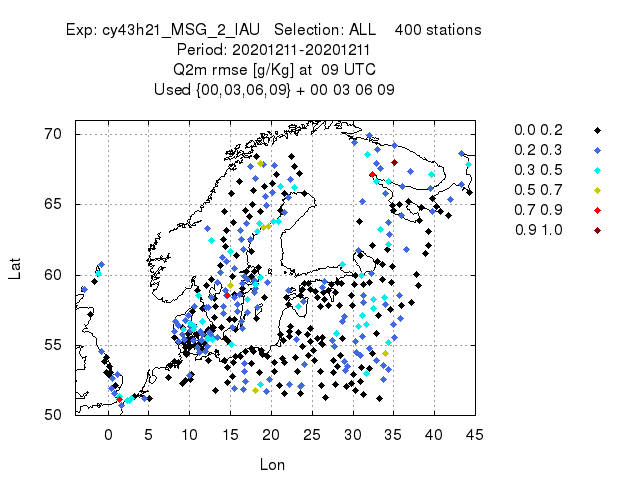 Exp: cy43h21_MSG_2_IAU   Selection: ALL    400 stations
Period: 20201211-20201211
Q2m rmse [g/Kg] at  09 UTC
Used {00,03,06,09} + 00 03 06 09
0.0 0.2
0.2 0.3
0.3 0.5
0.5 0.7
0.7 0.9
0.9 1.0
70
65
60
55
50
Lat
0 5 10 15 20 25 30 35 40 45
Lon